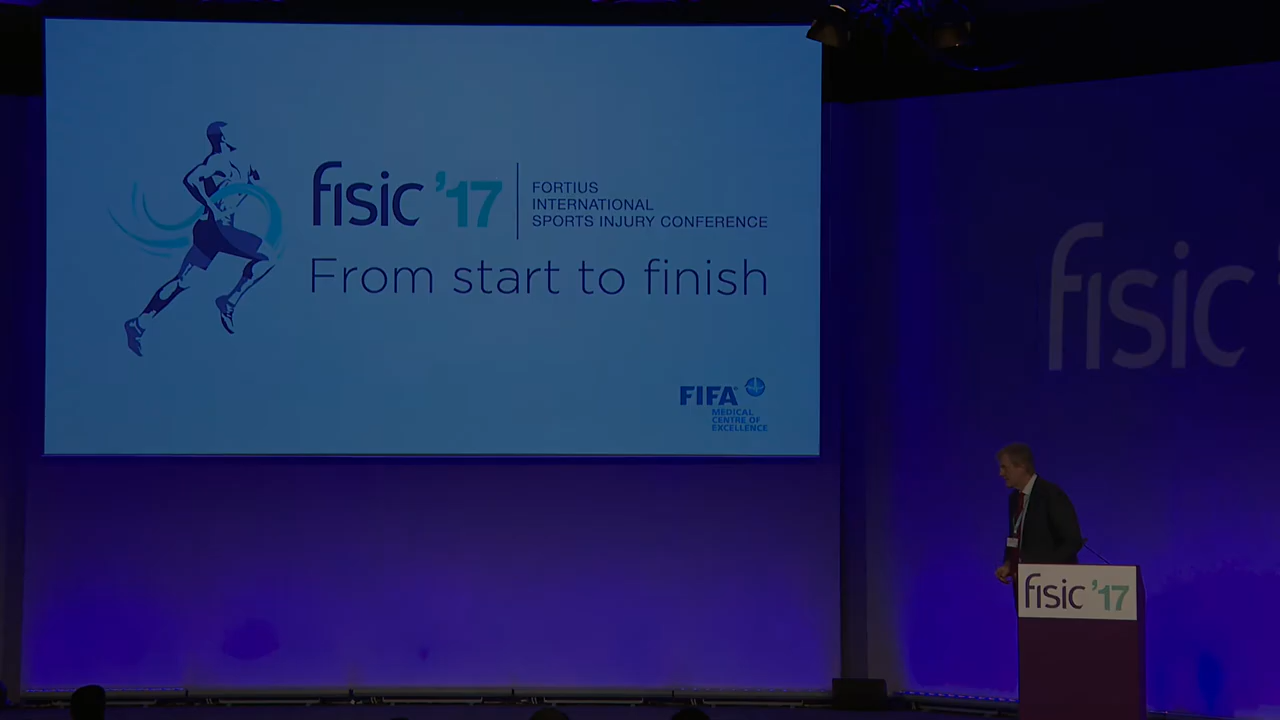 fisic '17
FORTIUS
INTERNATIONAL
SPORTS INJURY CONFERENCE
From start to finish
FIFA®
MEDICAL
CENTRE OF
EXCELLENCE
fisic
fisic '17